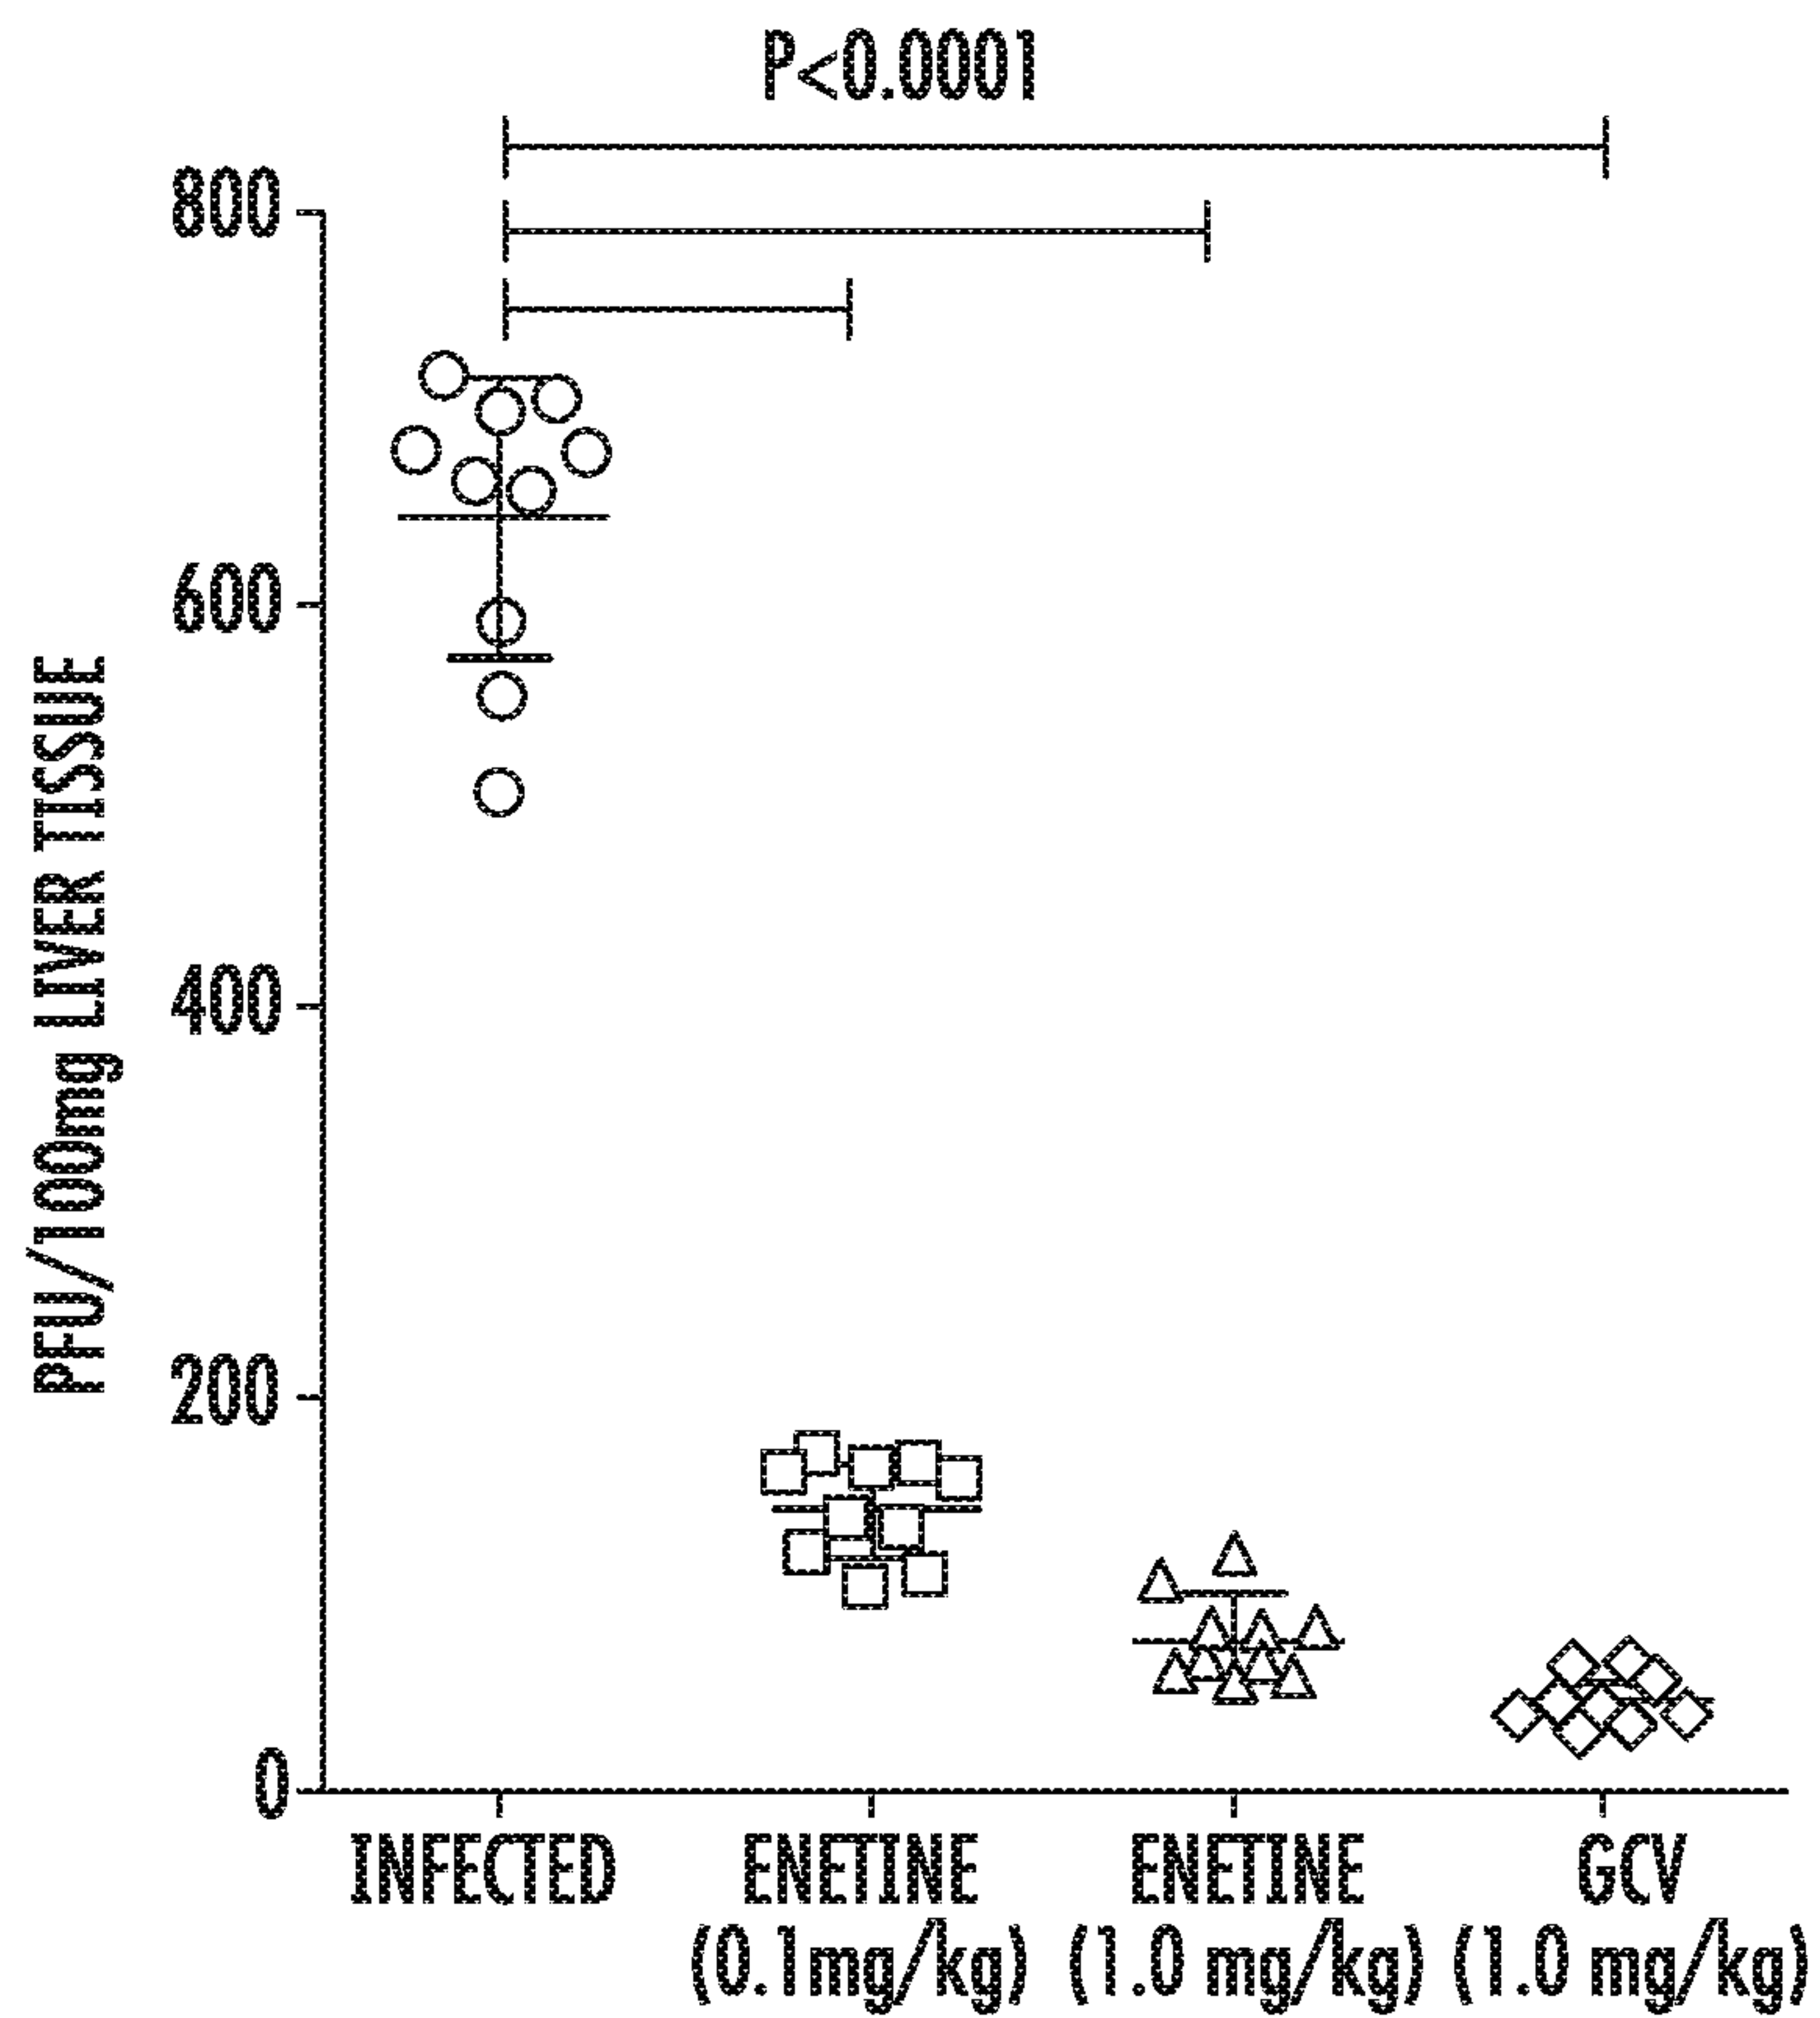 P<0.0001
800
600
400
200
0
PFU/100mg LIVER TISSUE
INFECTED
ENETINE
(0.1mg/kg)
ENETINE
(1.0 mg/kg)
GCV
(1.0 mg/kg)